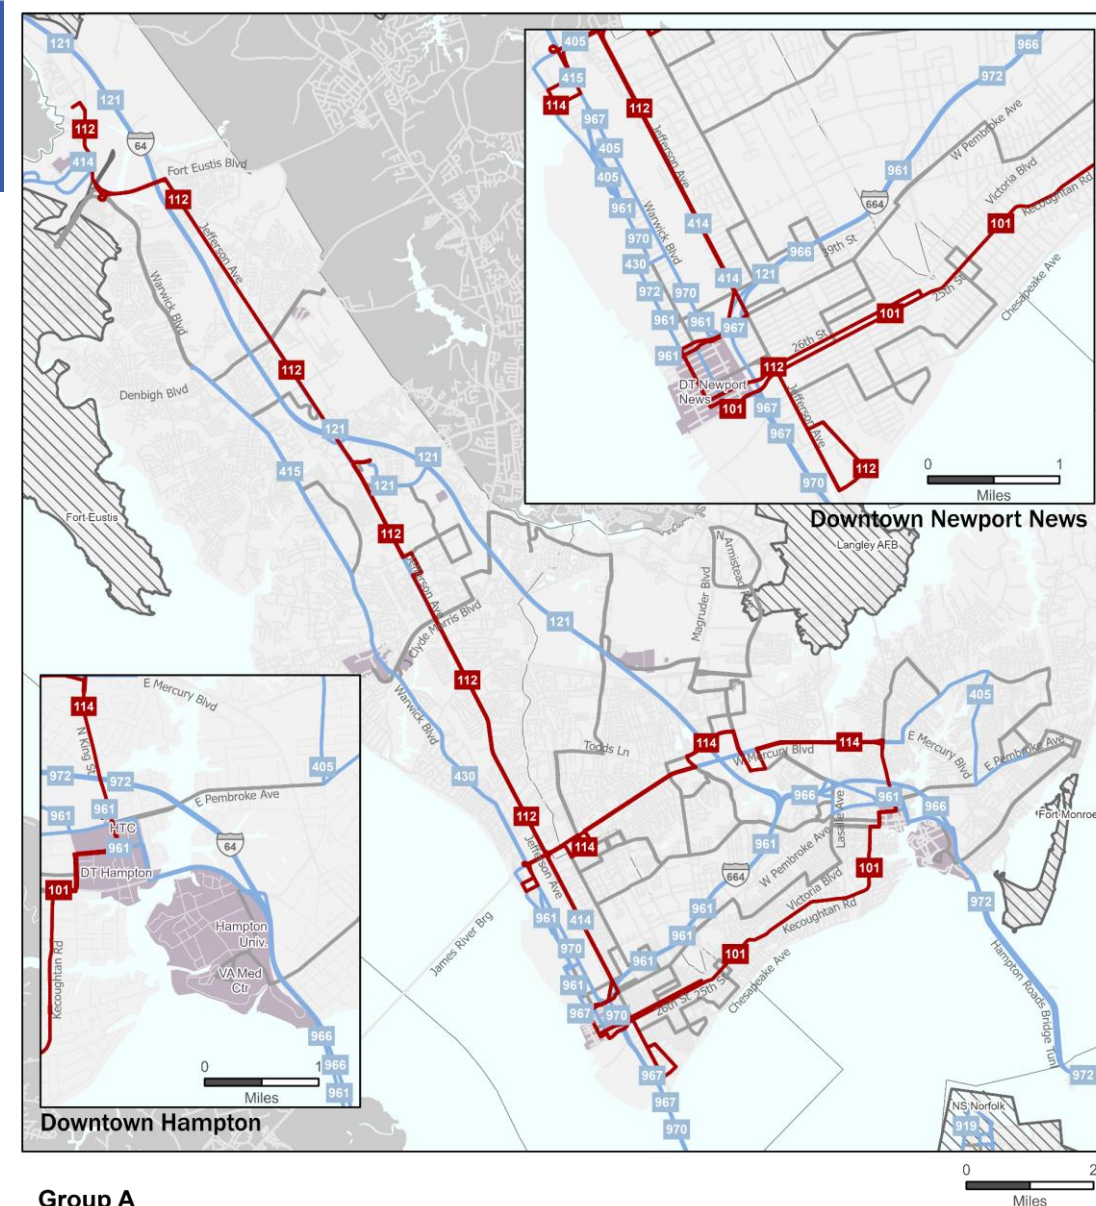 121
121
112
64
414
Fort Eustis Blvd
112
Jefferson Ave
Warwick Blvd
112
Denbigh Blvd
121
121
415
121
Fort Eustis
112
Jefferson Ave
Clyde Morris Blvd
112
121
Warwick Blvd
430
Todds Ln
112
114
W Mercury Blvd
114
E Mercury Blvd
405
E Pembroke Ave
N Armistead Ave
Magruder Blvd
Langley AFB
966
961
966
Lasalle Ave
Fort Monroe
961
114
Jefferson Ave
664
W Pembroke Ave
Victoria Blvd
101
Kecoughtan Rd
972
James River Brg
961
414
961
970
961
961
101
961
Chesapeake Ave
26th St
25th St
967
970
967
967
970
Hampton Roads Bridge Tunl
972
NS Norfolk
919
0
2
Miles
405
966
415
972
114
112
967
Jefferson Ave
W Pembroke Ave
405
405
961
Victoria Blvd
961
664
Kecoughtan Rd
Warwick Blvd
414
101
970
966
39th St
430
414
121
972
970
25th St
Chesapeake Ave
961
961
967
101
26th St
961
112
DT Newport
News
101
967
Jefferson Ave
967
112
970
0
1
Miles
Downtown Newport News
E Mercury Blvd
114
N King St
972
972
405
961
961
E Pembroke Ave
HTC
961
64
DT Hampton
101
Hampton
Univ.
Kecoughtan Rd
VA Med
Ctr
966
966
961
0
1
Miles
Downtown Hampton
Group A